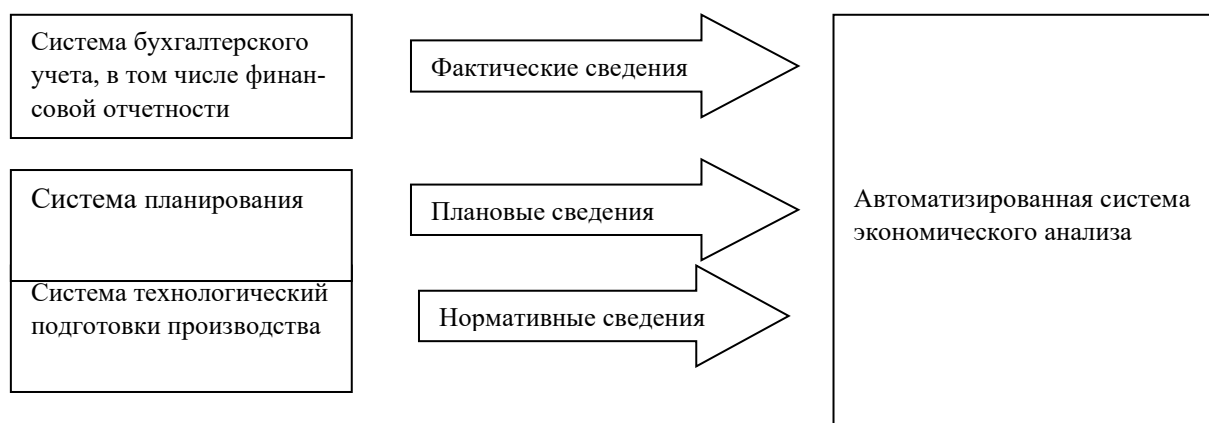 Система бухгалтерского
учета, в том числе финан-
совой отчетности
Фактические сведения
Система планирования
Плановые сведения
Автоматизированная система
экономического анализа
Система технологический
подготовки производства
Нормативные сведения